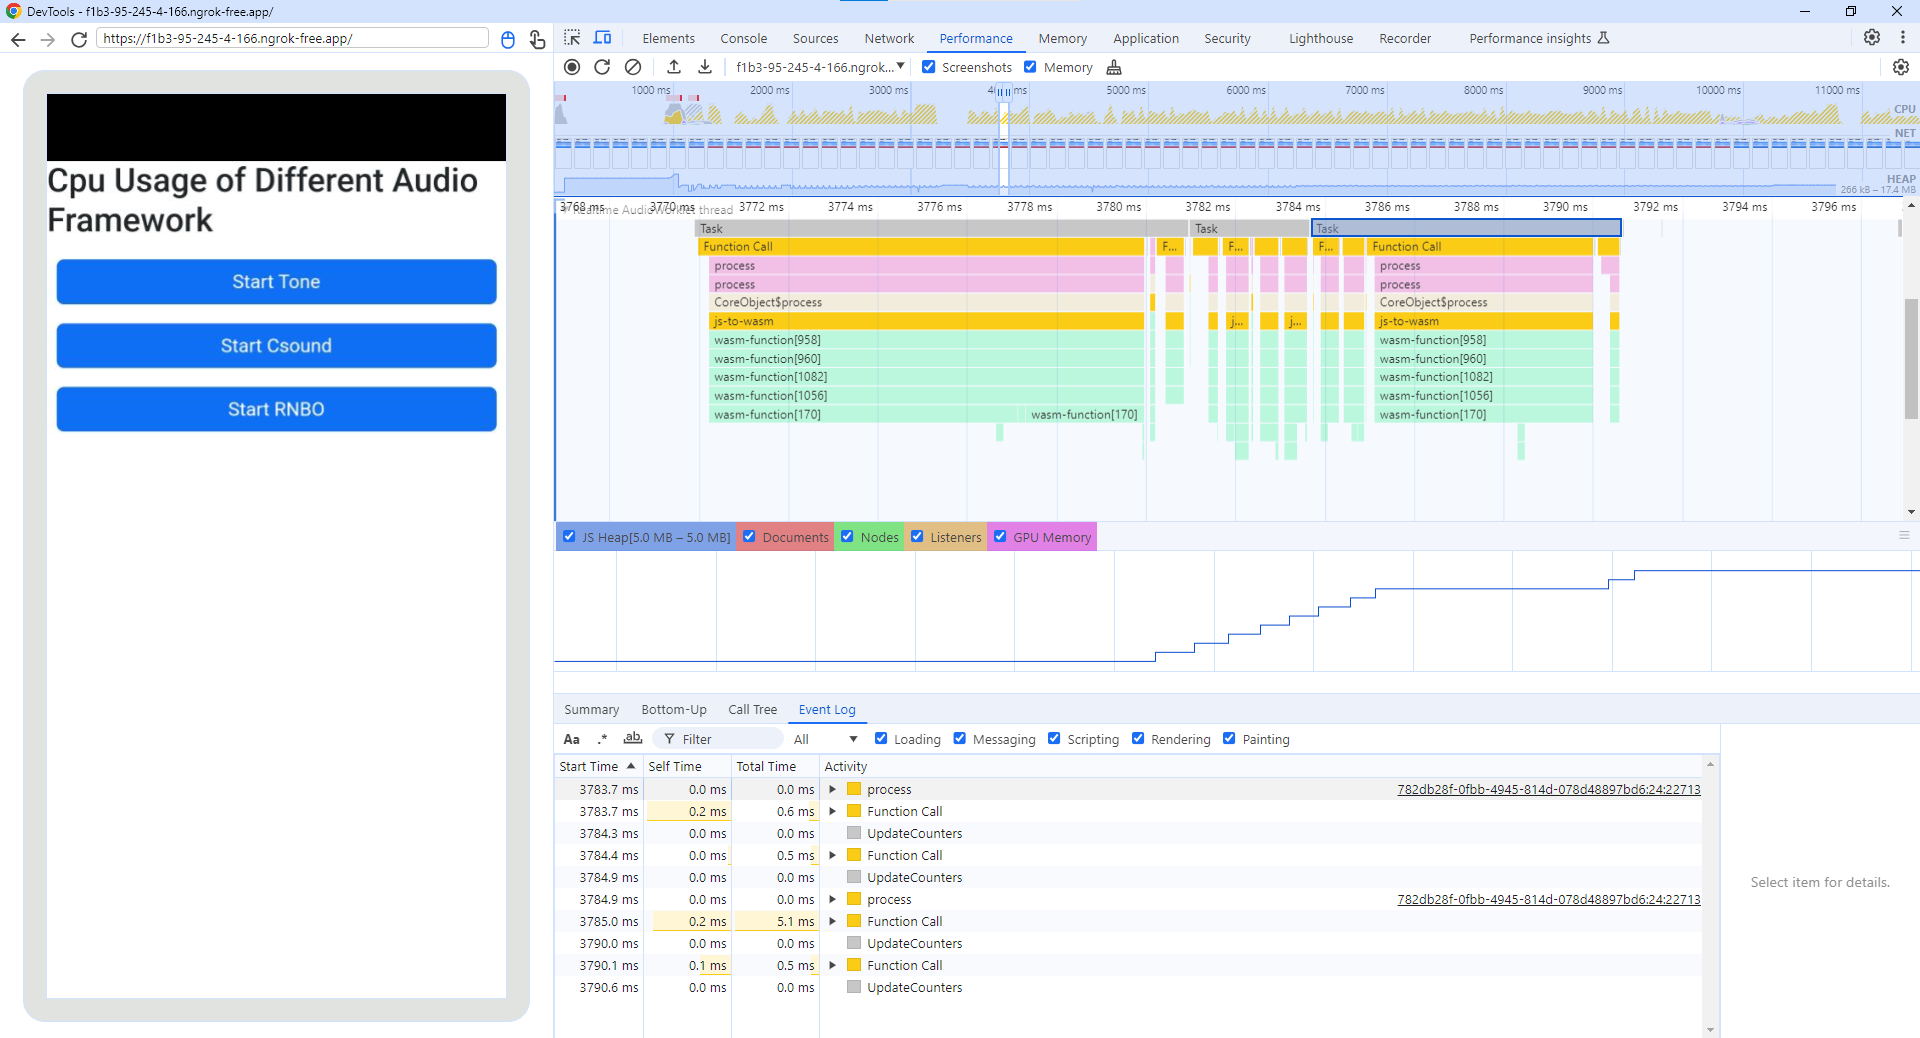 DevTools - f1b3-95-245-4-166.ngrok-free.app/
https://f1b3-95-245-4-166.ngrok-free.app/
Elements Console Sources Network Performance Memory Application Security Lighthouse Recorder Performance insights
f1b3-95-245-4-166.ngrok... Screenshots Memory
Cpu Usage of Different Audio
Framework
Start Tone
Start Csound
Start RNBO
1000 ms 2000 ms 3000 ms 5000 ms 6000 ms 7000 ms 8000 ms 9000 ms 10000 ms 11000 ms
CPU
NET
HEAP
266 kB – 17.4 MB
Realtime AudioWorklet thread
3768 ms 3770 ms 3772 ms 3774 ms 3776 ms 3778 ms 3780 ms 3782 ms 3784 ms 3786 ms 3788 ms 3790 ms 3792 ms 3794 ms 3796 ms
Task Task Task
Function Call F... F... F... Function Call
process process
process process
CoreObject$process CoreObject$process
js-to-wasm j... j... js-to-wasm
wasm-function[958] wasm-function[958]
wasm-function[960] wasm-function[960]
wasm-function[1082] wasm-function[1082]
wasm-function[1056] wasm-function[1056]
wasm-function[170] wasm-function[170] wasm-function[170]
JS Heap[5.0 MB – 5.0 MB] Documents Nodes Listeners GPU Memory
Summary Bottom-Up Call Tree Event Log
Aa .* ab Filter All Loading Messaging Scripting Rendering Painting
Start Time Self Time Total Time Activity
3783.7 ms 0.0 ms 0.0 ms process 782db28f-0fbb-4945-814d-078d48897bd6:24:22713
3783.7 ms 0.2 ms 0.6 ms Function Call
3784.3 ms 0.0 ms 0.0 ms UpdateCounters
3784.4 ms 0.0 ms 0.5 ms Function Call
3784.9 ms 0.0 ms 0.0 ms UpdateCounters
3784.9 ms 0.0 ms 0.0 ms process 782db28f-0fbb-4945-814d-078d48897bd6:24:22713
3785.0 ms 0.2 ms 5.1 ms Function Call
3790.0 ms 0.0 ms 0.0 ms UpdateCounters
3790.1 ms 0.1 ms 0.5 ms Function Call
3790.6 ms 0.0 ms 0.0 ms UpdateCounters
Select item for details.